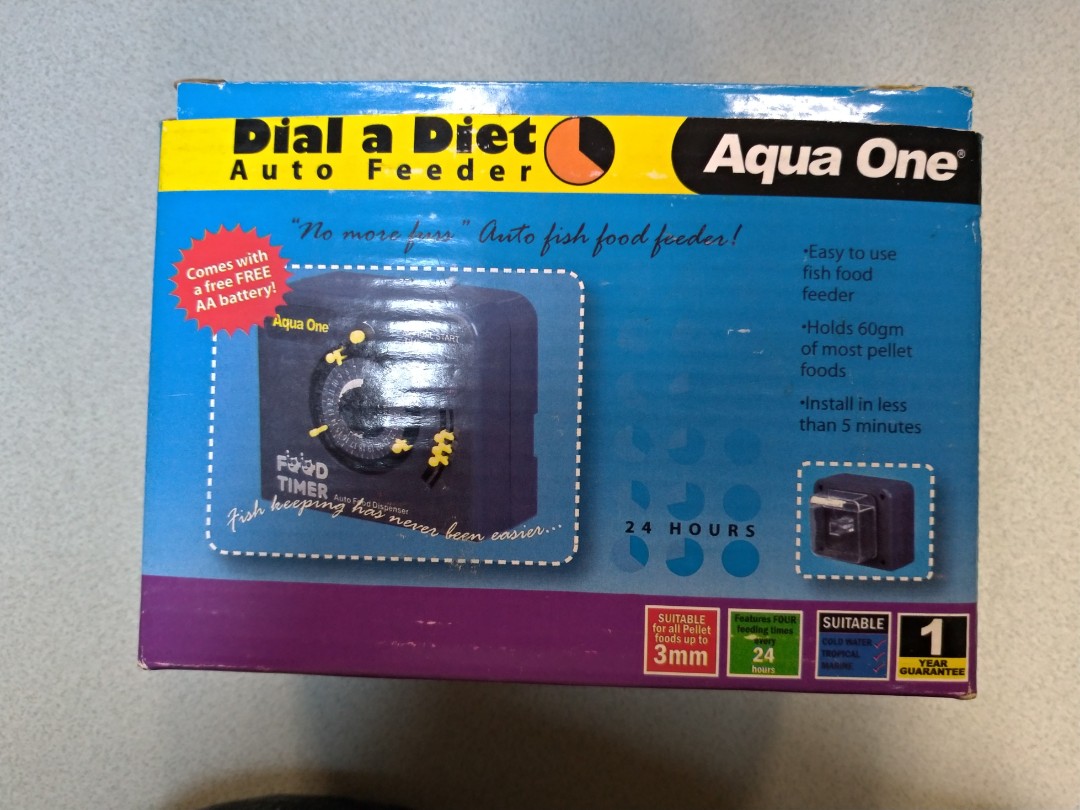 Dial a Diet
Auto Feeder
Aqua One®
"No more fuss" Auto fish food feeder!
Comes with
a free FREE
AA battery!
•Easy to use
fish food
feeder
•Holds 60gm
of most pellet
foods
•Install in less
than 5 minutes
Aqua One
START
FOOD
TIMER
Auto Food Dispenser
Fish keeping has never been easier...
24 HOURS
SUITABLE
for all Pellet
foods up to
3mm
Features FOUR
feeding times
every
24
hours
SUITABLE
COLD WATER
TROPICAL
MARINE
1
YEAR
GUARANTEE